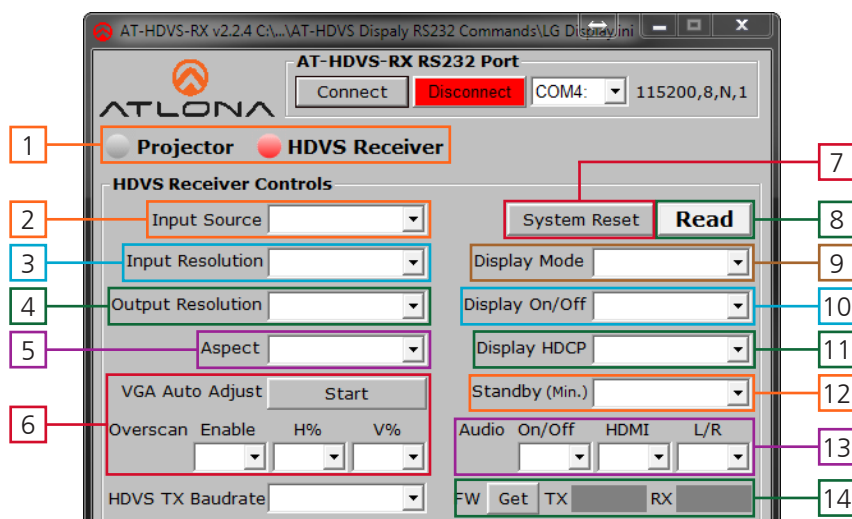 AT-HDVS-RX v2.2.4 C:\...\AT-HDVS Dispaly RS232 Commands\LG Display.ini
X
AT-HDVS-RX RS232 Port
ATLONA
Connect
Disconnect
COM4:
115200,8,N,1
1
Projector
HDVS Receiver
7
HDVS Receiver Controls
2
Input Source
System Reset
Read
8
3
Input Resolution
Display Mode
9
4
Output Resolution
Display On/Off
10
5
Aspect
Display HDCP
11
VGA Auto Adjust
Start
Standby (Min.)
12
6
Overscan Enable H% V%
Audio On/Off HDMI L/R
13
HDVS TX Baudrate
FW Get TX RX
14